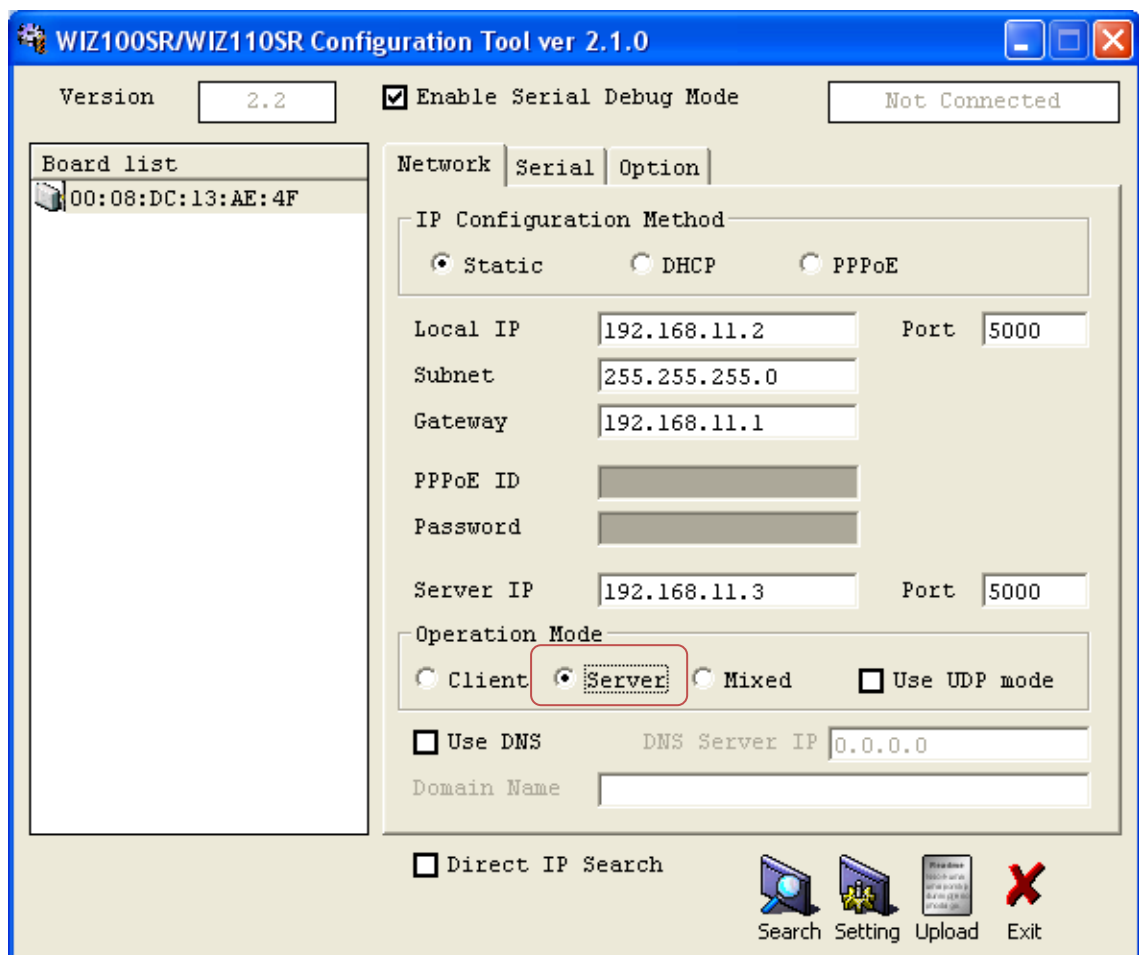 WIZ100SR/WIZ110SR Configuration Tool ver 2.1.0
Version 2.2 Enable Serial Debug Mode Not Connected
Board list
00:08:DC:13:AE:4F
Network Serial Option
IP Configuration Method
Static DHCP PPPoE
Local IP 192.168.11.2 Port 5000
Subnet 255.255.255.0
Gateway 192.168.11.1
PPPoE ID
Password
Server IP 192.168.11.3 Port 5000
Operation Mode
Client Server Mixed Use UDP mode
Use DNS DNS Server IP 0.0.0.0
Domain Name
Direct IP Search
Readme
Search Setting Upload Exit